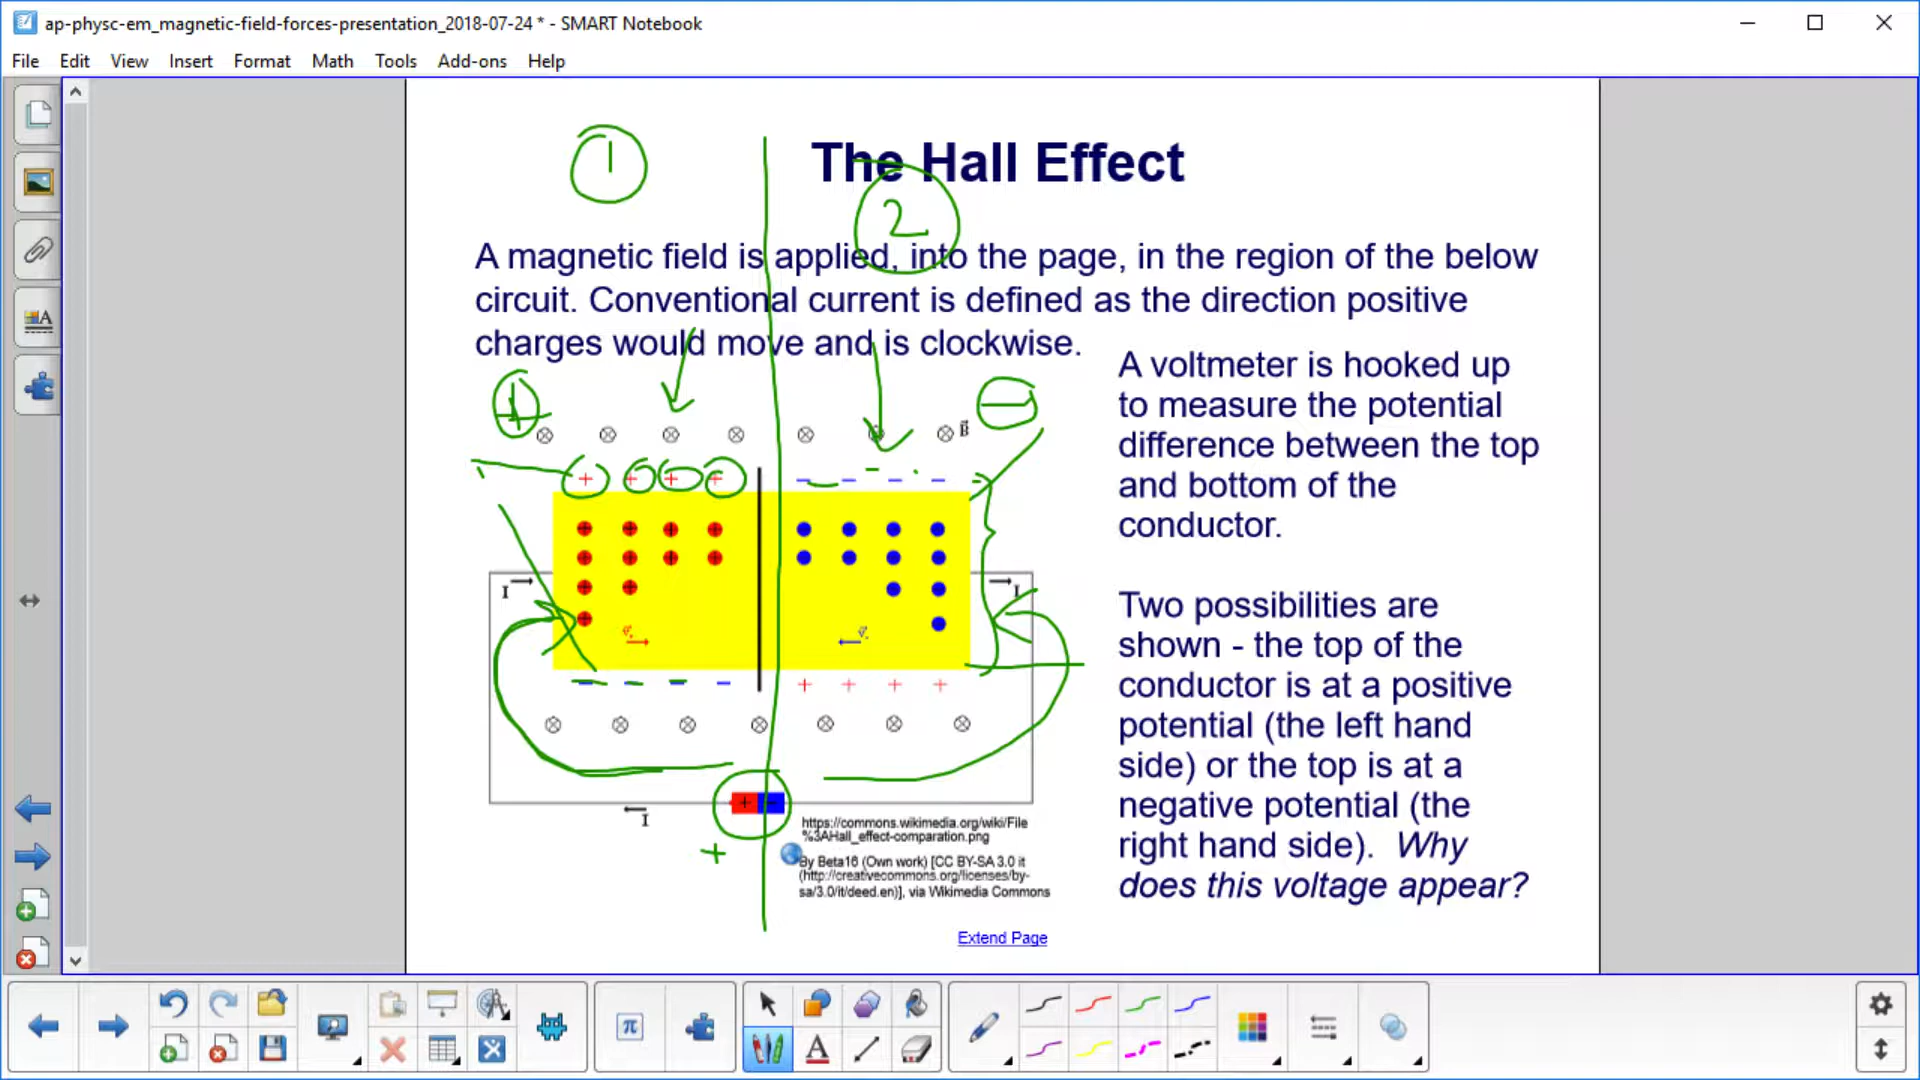 ap-physc-em_magnetic-field-forces-presentation_2018-07-24 * - SMART Notebook
File Edit View Insert Format Math Tools Add-ons Help
The Hall Effect
1
2
A magnetic field is applied, into the page, in the region of the below
circuit. Conventional current is defined as the direction positive
charges would move and is clockwise.
A voltmeter is hooked up
to measure the potential
difference between the top
and bottom of the
conductor.
Two possibilities are
shown - the top of the
conductor is at a positive
potential (the left hand
side) or the top is at a
negative potential (the
right hand side). Why
does this voltage appear?
+
−
B
+ + + +
− − − −
I
I
v
v
− − − −
+ + + +
I
+ −
+
https://commons.wikimedia.org/wiki/File
%3AHall_effect-comparation.png
By Beta16 (Own work) [CC BY-SA 3.0 it
(http://creativecommons.org/licenses/by-
sa/3.0/it/deed.en)], via Wikimedia Commons
Extend Page
π
A